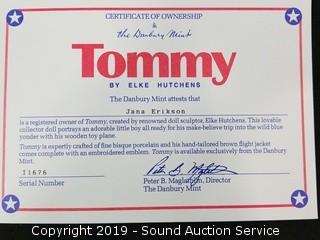 CERTIFICATE OF OWNERSHIP
&
the Danbury Mint
Tommy
BY ELKE HUTCHENS
The Danbury Mint attests that
Jana Erikson
is a registered owner of Tommy, created by renowned doll sculptor, Elke Hutchens. This lovable
collector doll portrays an adorable little boy all ready for his make-believe trip into the wild blue
yonder with his wooden toy plane.
Tommy is expertly crafted of fine bisque porcelain and his hand-tailored brown flight jacket
comes complete with an embroidered emblem. Tommy is available exclusively from the Danbury
Mint.
I1676
Serial Number
Peter B. Maglathlin, Director
The Danbury Mint
Copyright 2019 - Sound Auction Service